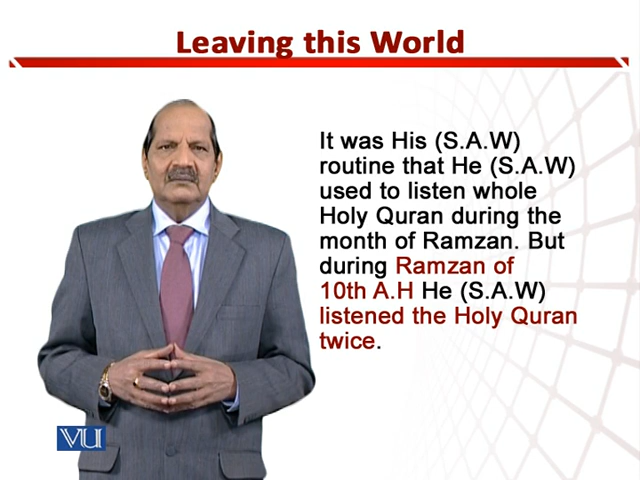 Leaving this World
It was His (S.A.W)
routine that He (S.A.W)
used to listen whole
Holy Quran during the
month of Ramzan. But
during Ramzan of
10th A.H He (S.A.W)
listened the Holy Quran
twice.
VU